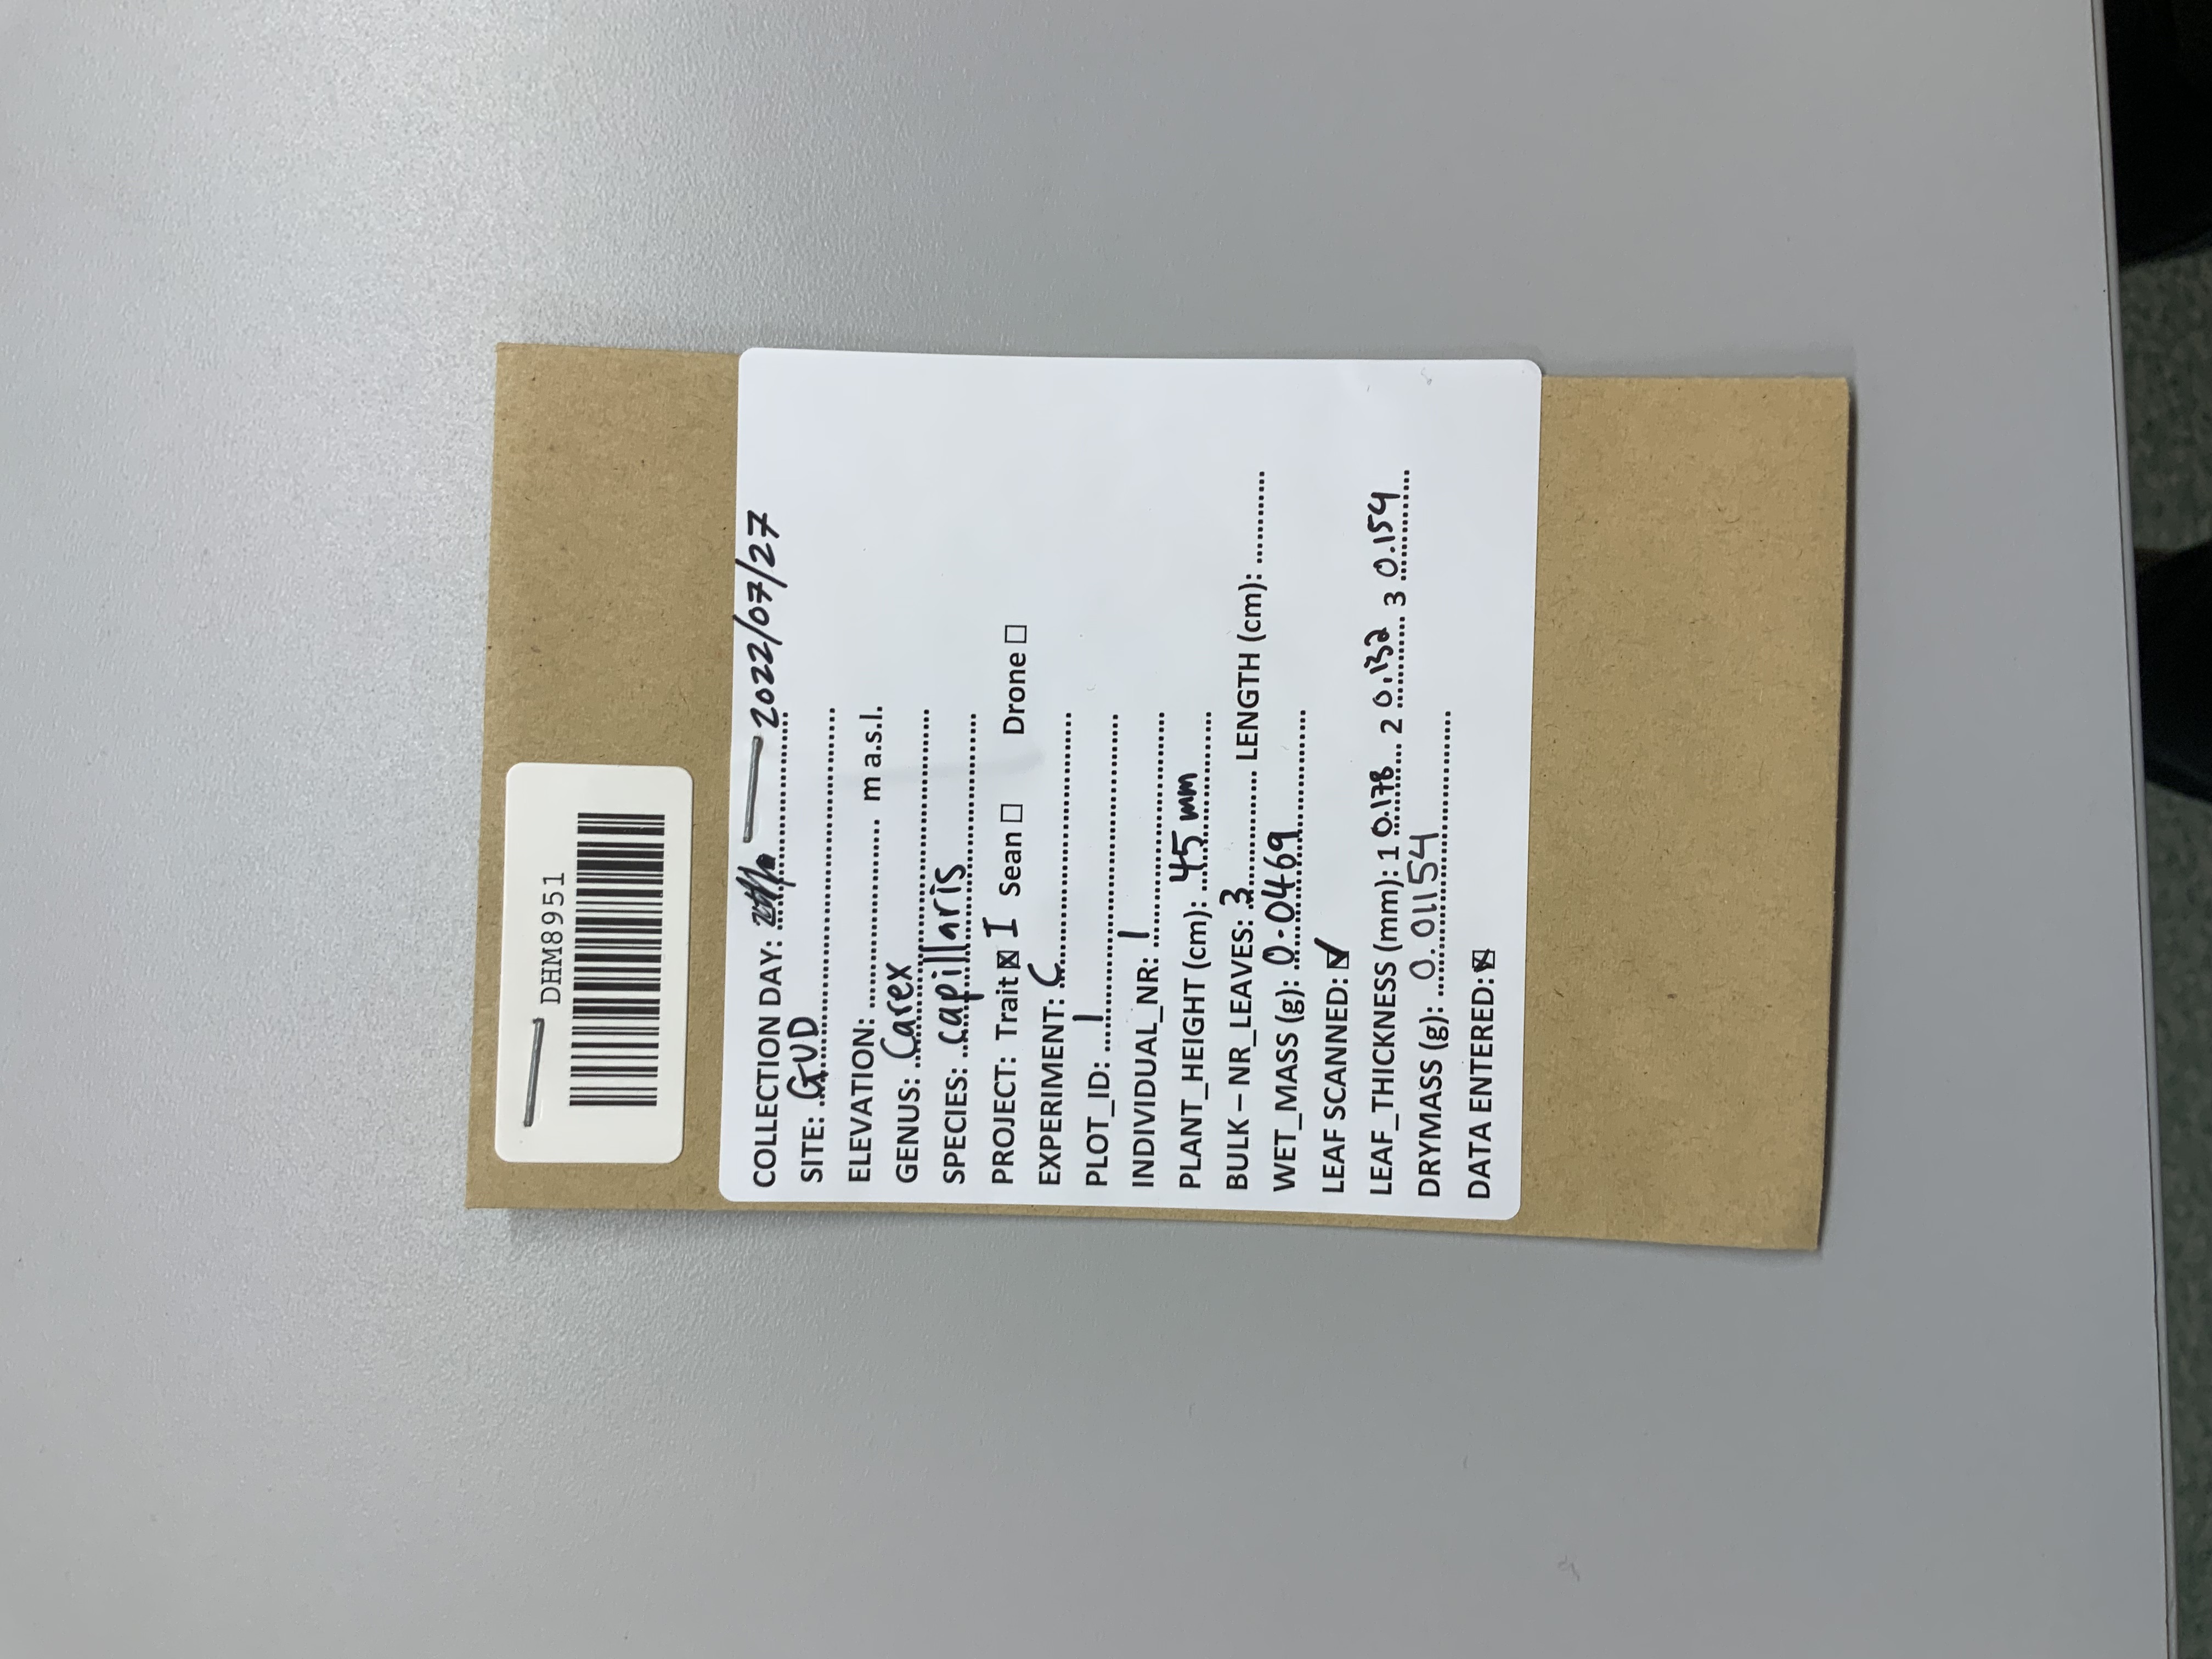 DHM8951
COLLECTION DAY: 2022/07/27
SITE: GUD
ELEVATION: ........................ m a.s.l.
GENUS: Carex
SPECIES: capillaris
PROJECT: Trait ☒ I Sean ☐ Drone ☐
EXPERIMENT: C
PLOT_ID: 1
INDIVIDUAL_NR: 1
PLANT_HEIGHT (cm): 45 mm
BULK – NR_LEAVES: 3 LENGTH (cm): ............
WET_MASS (g): 0.0469
LEAF SCANNED: ☑
LEAF_THICKNESS (mm): 1 0.178 2 0.132 3 0.154
DRYMASS (g): 0.01154
DATA ENTERED: ☒